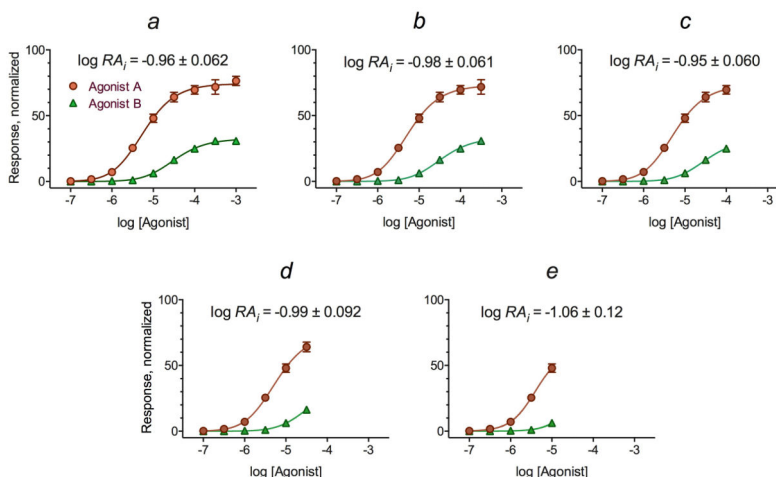 a
b
c
log RAi = -0.96 ± 0.062
log RAi = -0.98 ± 0.061
log RAi = -0.95 ± 0.060
Agonist A
Agonist B
Response, normalized
100
50
0
-7 -6 -5 -4 -3
log [Agonist]
100
50
0
-7 -6 -5 -4 -3
log [Agonist]
100
50
0
-7 -6 -5 -4 -3
log [Agonist]
d
e
log RAi = -0.99 ± 0.092
log RAi = -1.06 ± 0.12
Response, normalized
100
50
0
-7 -6 -5 -4 -3
log [Agonist]
100
50
0
-7 -6 -5 -4 -3
log [Agonist]